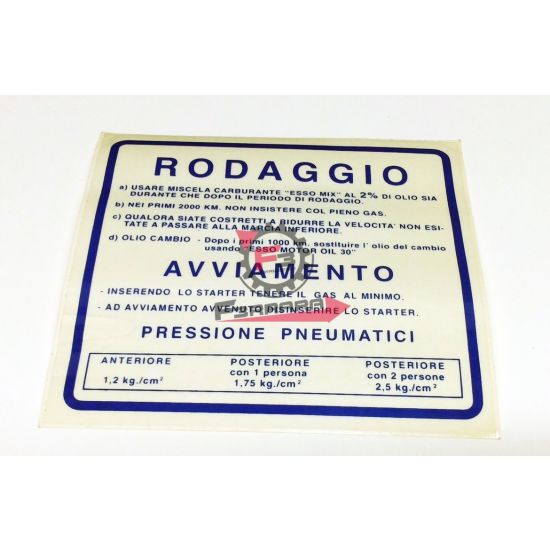 RODAGGIO
a) USARE MISCELA CARBURANTE "ESSO MIX" AL 2% DI OLIO SIA
DURANTE CHE DOPO IL PERIODO DI RODAGGIO.
b) NEI PRIMI 2000 KM. NON INSISTERE COL PIENO GAS.
c) QUALORA SIATE COSTRETTI A BIDURRE LA VELOCITA' NON ESI-
TATE A PASSARE ALLA MARCIA INFERIORE.
d) OLIO CAMBIO - Dopo i primi 1000 km. sostituire l' olio del cambio
usando "ESSO MOTOR OIL 30"
AVVIAMENTO
- INSERENDO LO STARTER TENERE IL GAS AL MINIMO.
- AD AVVIAMENTO AVVENUTO DISINSERIRE LO STARTER.
PRESSIONE PNEUMATICI
ANTERIORE
1,2 kg./cm²
POSTERIORE
con 1 persona
1,75 kg./cm²
POSTERIORE
con 2 persone
2,5 kg./cm²